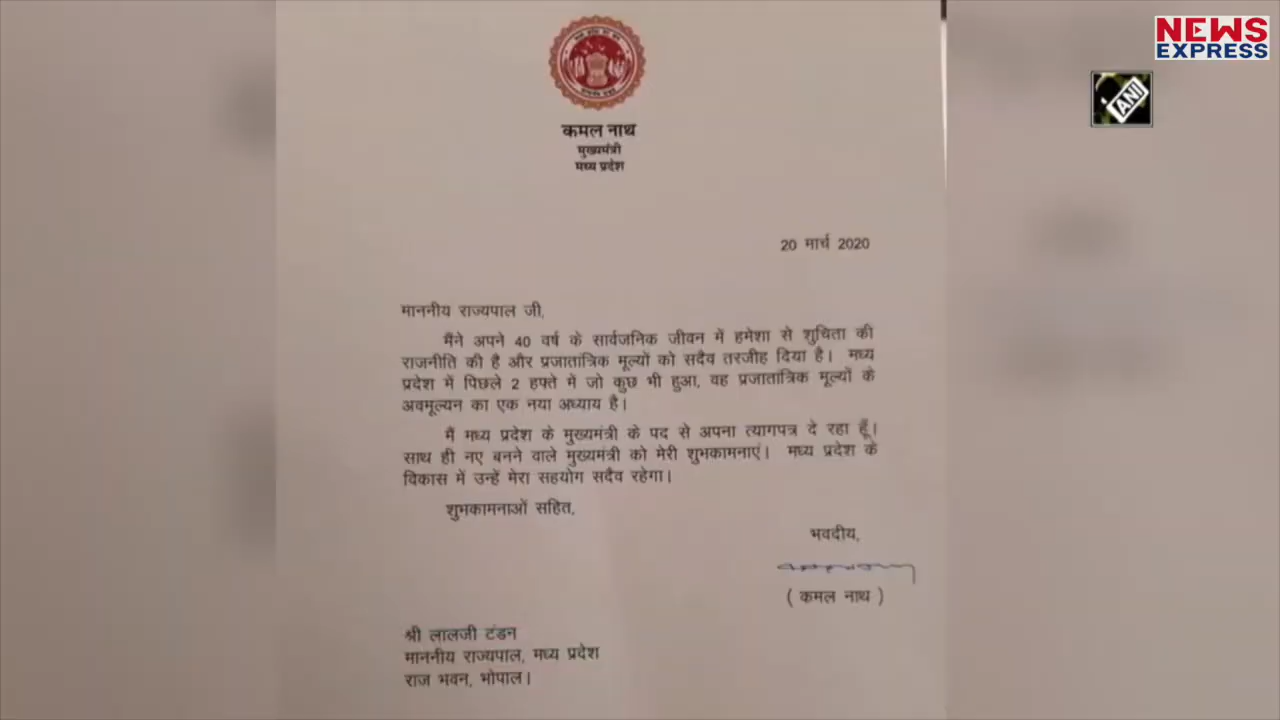 NEWS
EXPRESS
ANI
कमल नाथ
मुख्यमंत्री
मध्य प्रदेश
20 मार्च 2020
माननीय राज्यपाल जी,
मैंने अपने 40 वर्ष के सार्वजनिक जीवन में हमेशा से शुचिता की
राजनीति की है और प्रजातांत्रिक मूल्यों को सदैव तरजीह दिया है। मध्य
प्रदेश में पिछले 2 हफ्ते में जो कुछ भी हुआ, वह प्रजातांत्रिक मूल्यों के
अवमूल्यन का एक नया अध्याय है।
मैं मध्य प्रदेश के मुख्यमंत्री के पद से अपना त्यागपत्र दे रहा हूँ।
साथ ही नए बनने वाले मुख्यमंत्री को मेरी शुभकामनाएं। मध्य प्रदेश के
विकास में उन्हें मेरा सहयोग सदैव रहेगा।
शुभकामनाओं सहित,
भवदीय,
( कमल नाथ )
श्री लालजी टंडन
माननीय राज्यपाल, मध्य प्रदेश
राज भवन, भोपाल।